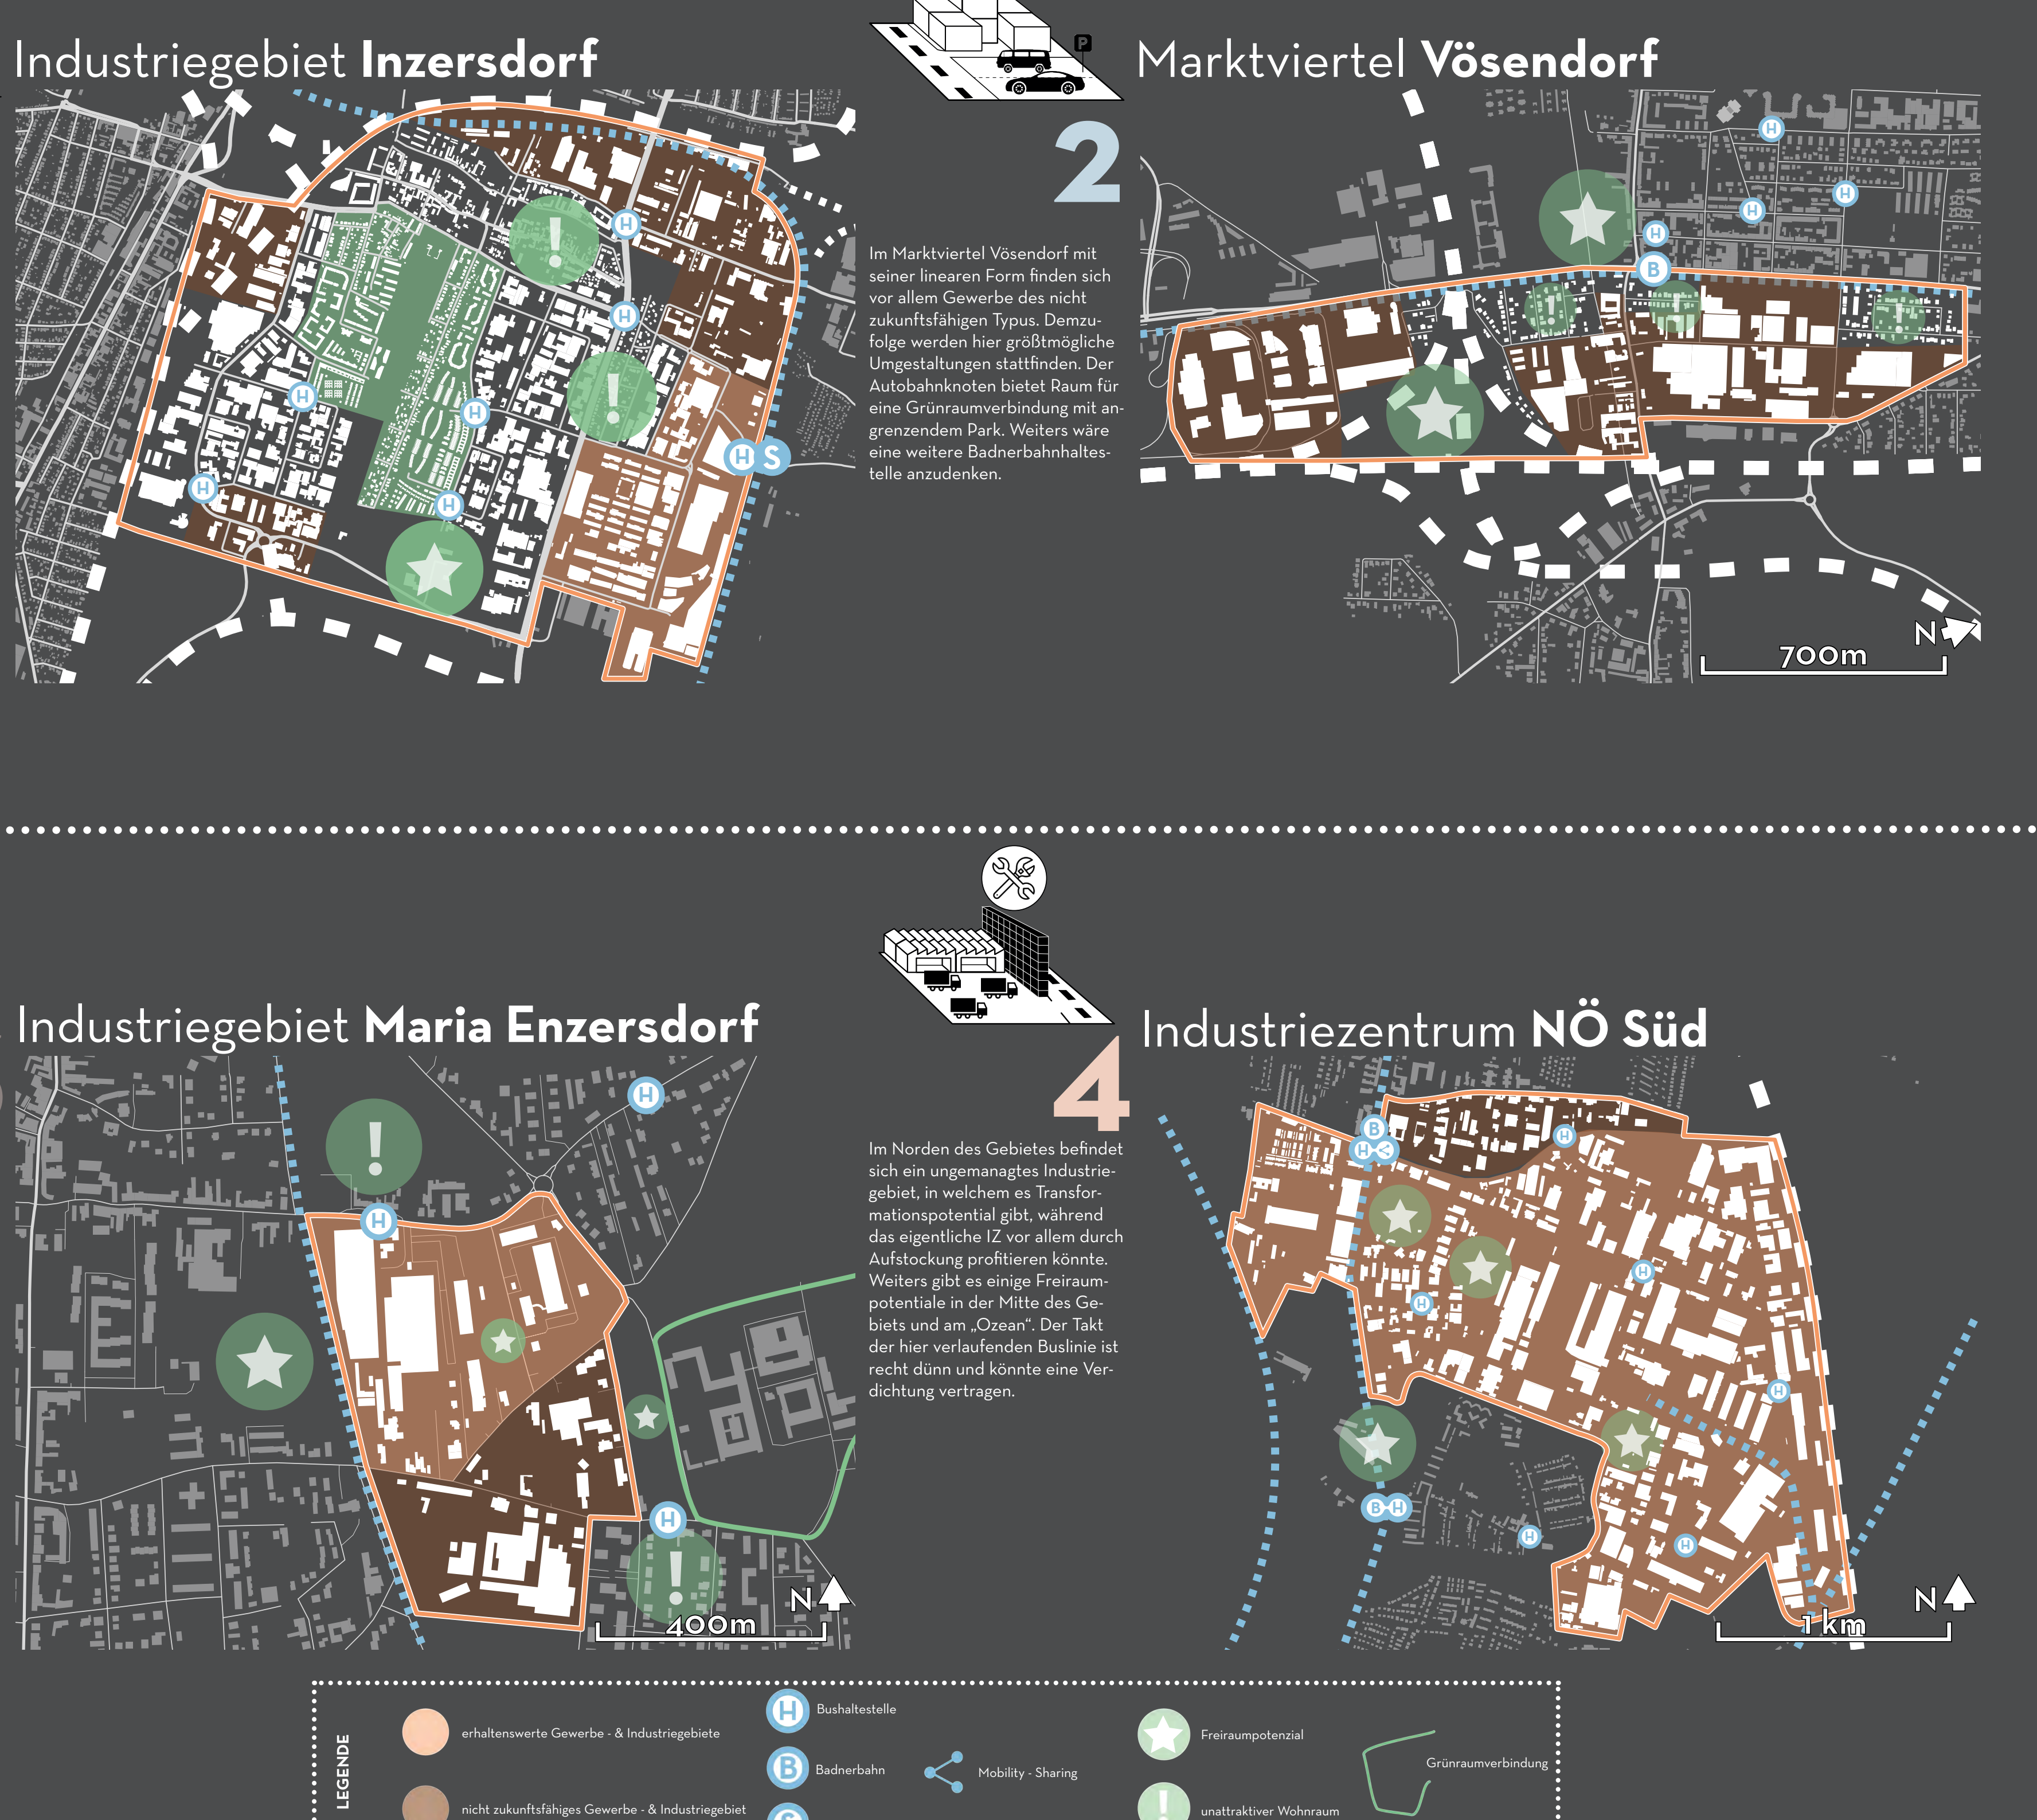 Industriegebiet Inzersdorf
P
Marktviertel Vösendorf
2
Im Marktviertel Vösendorf mit
seiner linearen Form finden sich
vor allem Gewerbe des nicht
zukunftsfähigen Typus. Demzu-
folge werden hier größtmögliche
Umgestaltungen stattfinden. Der
Autobahnknoten bietet Raum für
eine Grünraumverbindung mit an-
grenzendem Park. Weiters wäre
eine weitere Badnerbahnhaltes-
telle anzudenken.
H
H
H
H
H
H
H S
!
!
H
H
H
H
B
!
!
!
N
700m
Industriegebiet Maria Enzersdorf
4
Industriezentrum NÖ Süd
Im Norden des Gebietes befindet
sich ein ungemanagtes Industrie-
gebiet, in welchem es Transfor-
mationspotential gibt, während
das eigentliche IZ vor allem durch
Aufstockung profitieren könnte.
Weiters gibt es einige Freiraum-
potentiale in der Mitte des Ge-
biets und am „Ozean“. Der Takt
der hier verlaufenden Buslinie ist
recht dünn und könnte eine Ver-
dichtung vertragen.
H
!
H
H
!
N
400m
B
H
H
H
H
H
B H
H
H
N
1 km
LEGENDE
erhaltenswerte Gewerbe - & Industriegebiete
nicht zukunftsfähiges Gewerbe - & Industriegebiet
H Bushaltestelle
B Badnerbahn
S
Mobility - Sharing
Freiraumpotenzial
! unattraktiver Wohnraum
Grünraumverbindung